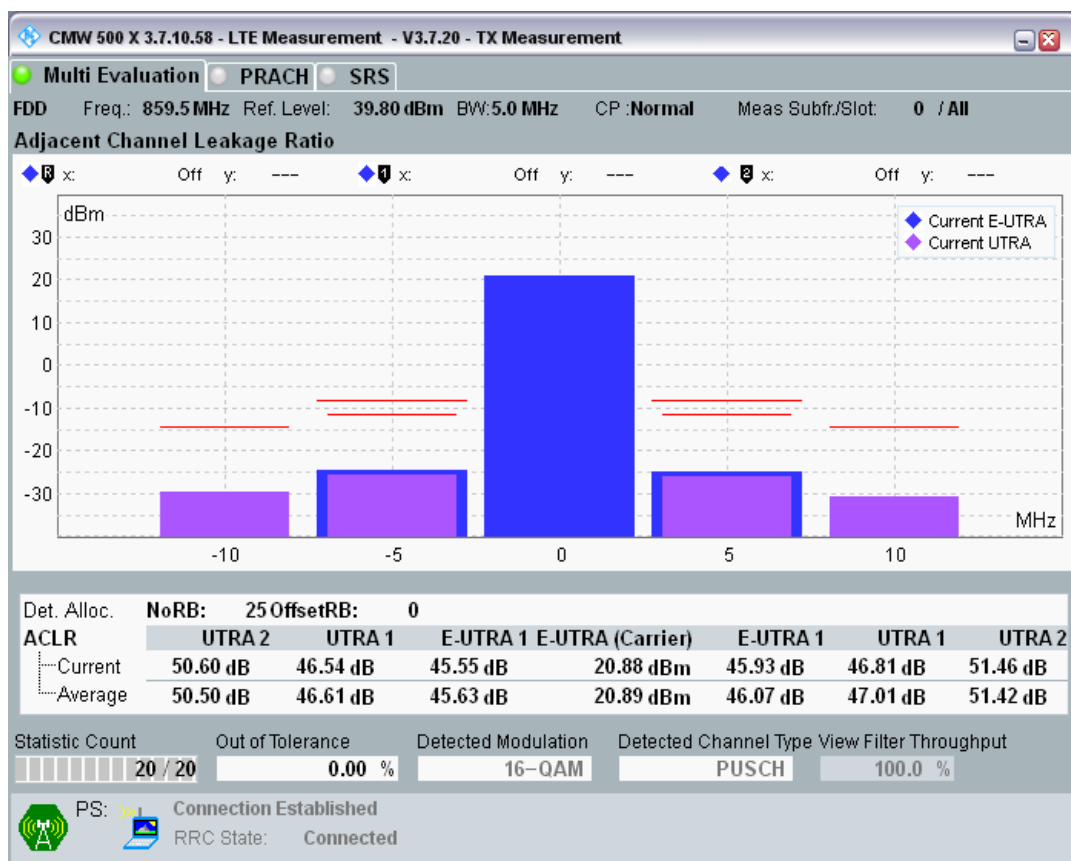 CMW 500 X 3.7.10.58 - LTE Measurement - V3.7.20 - TX Measurement
Multi Evaluation PRACH SRS
FDD Freq.: 859.5 MHz Ref. Level: 39.80 dBm BW:5.0 MHz CP :Normal Meas Subfr./Slot: 0 / All
Adjacent Channel Leakage Ratio
R x: Off y: --- 1 x: Off y: --- 2 x: Off y: ---
dBm
Current E-UTRA
Current UTRA
30
20
10
0
-10
-20
-30
MHz
-10 -5 0 5 10
Det. Alloc. NoRB: 25 OffsetRB: 0
ACLR UTRA 2 UTRA 1 E-UTRA 1 E-UTRA (Carrier) E-UTRA 1 UTRA 1 UTRA 2
Current 50.60 dB 46.54 dB 45.55 dB 20.88 dBm 45.93 dB 46.81 dB 51.46 dB
Average 50.50 dB 46.61 dB 45.63 dB 20.89 dBm 46.07 dB 47.01 dB 51.42 dB
Statistic Count Out of Tolerance Detected Modulation Detected Channel Type View Filter Throughput
20 / 20 0.00 % 16-QAM PUSCH 100.0 %
PS: Connection Established
RRC State: Connected